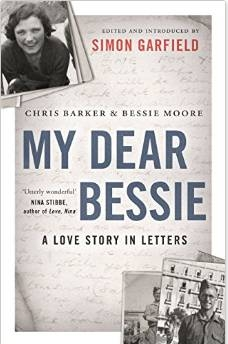 EDITED AND INTRODUCED BY
SIMON GARFIELD
CHRIS BARKER & BESSIE MOORE
MY DEAR
BESSIE
'Utterly wonderful'
NINA STIBBE,
author of Love, Nina
A LOVE STORY IN LETTERS